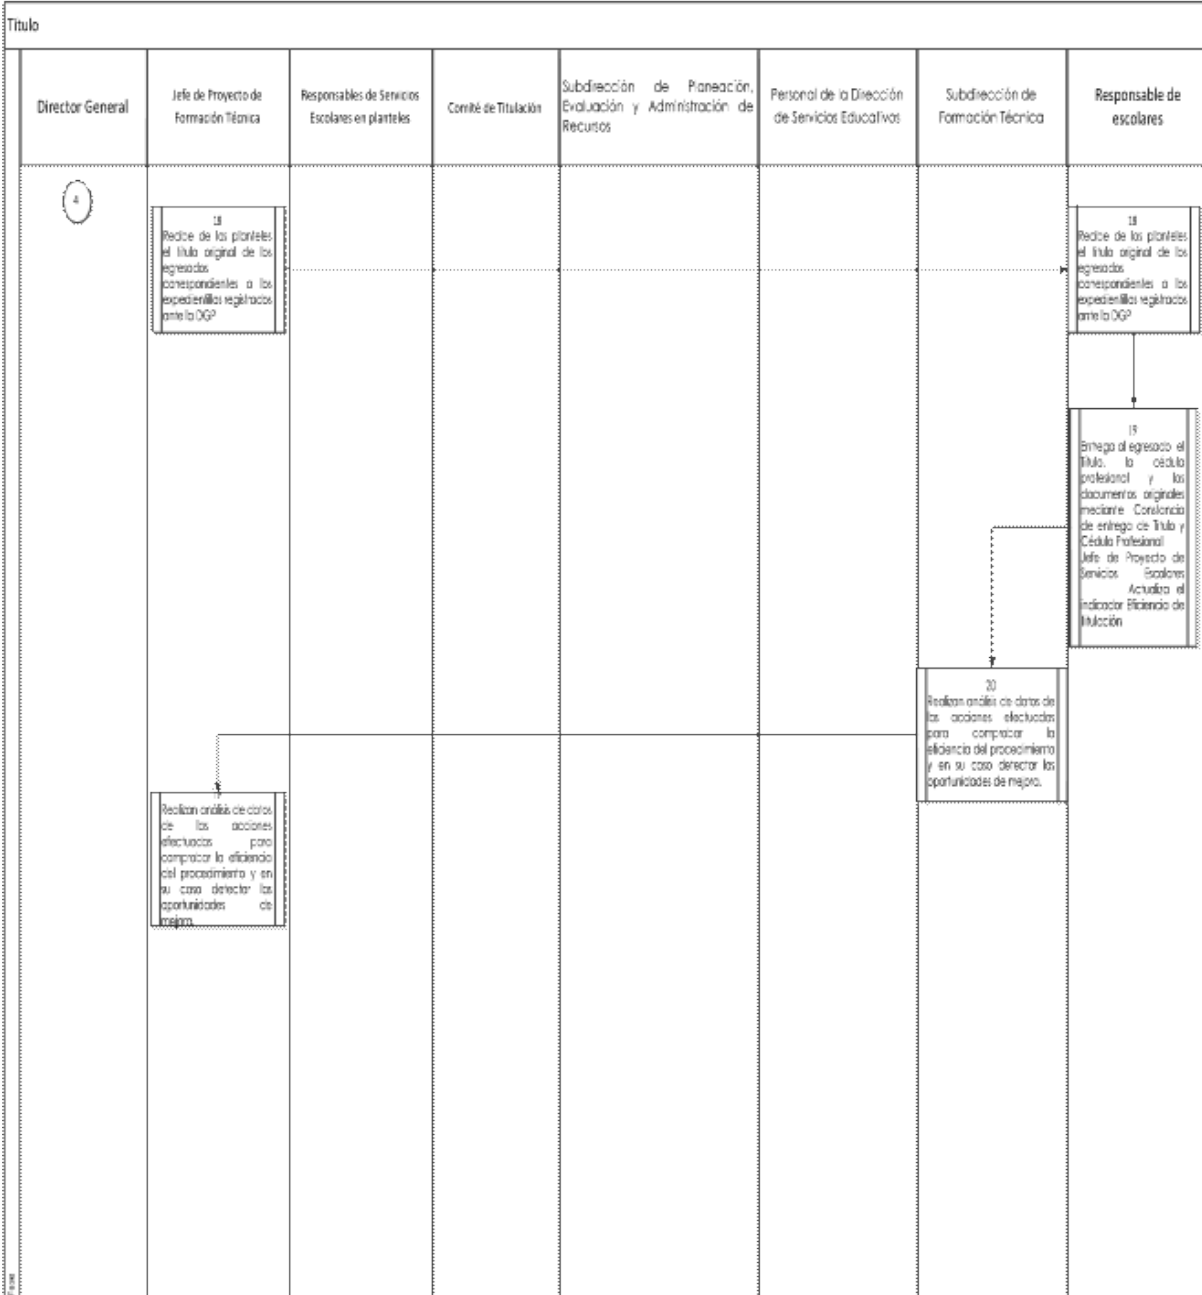 Título
Director General
Jefe de Proyecto de
Formación Técnica
Responsables de Servicios
Escolares en planteles
Comité de Titulación
Subdirección de Planeación,
Evaluación y Administración de
Recursos
Personal de la Dirección
de Servicios Educativos
Subdirección de
Formación Técnica
Responsable de
escolares
4
18
Recibe de los planteles
el título original de los
egresados
correspondientes a los
expedientillos registrados
ante la DGP
18
Recibe de los planteles
el título original de los
egresados
correspondientes a los
expedientillos registrados
ante la DGP
19
Entrega al egresado el
Título, la cédula
profesional y los
documentos originales
mediante Constancia
de entrega de Título y
Cédula Profesional
Jefe de Proyecto de
Servicios Escolares
Actualiza el
indicador Eficiencia de
titulación
20
Realizan análisis de datos de
las acciones efectuadas
para comprobar la
eficiencia del procedimiento
y en su caso detectar las
oportunidades de mejora.
Realizan análisis de datos
de las acciones
efectuadas para
comprobar la eficiencia
del procedimiento y en
su caso detectar las
oportunidades de
mejora.